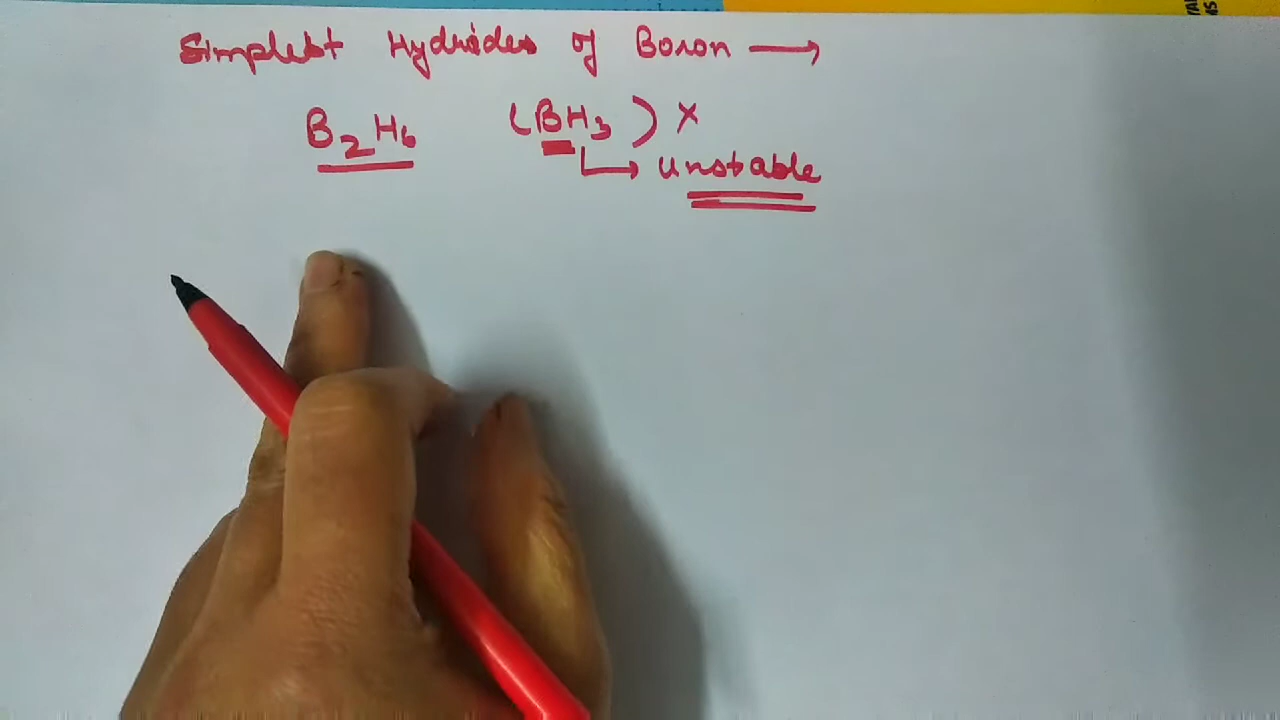 Simplest Hydrides of Boron →
B₂H₆ (BH₃) ×
↳ unstable